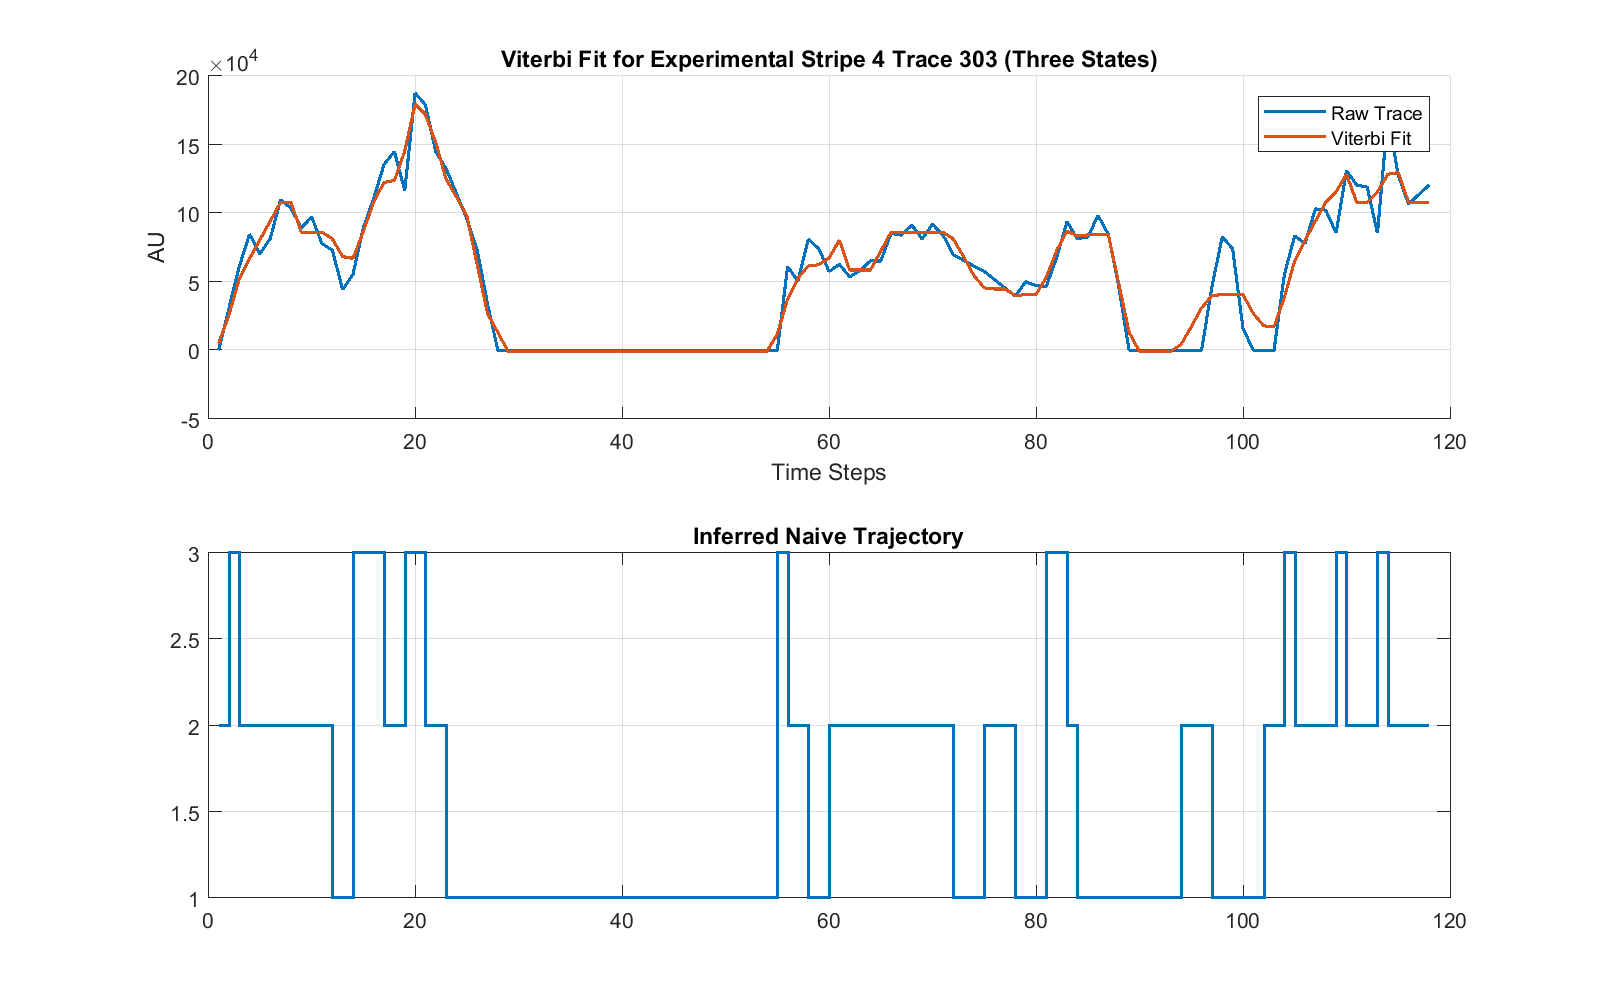 Viterbi Fit for Experimental Stripe 4 Trace 303 (Three States)
×10^4
20
15
10
5
0
-5
AU
Raw Trace
Viterbi Fit
0 20 40 60 80 100 120
Time Steps
Inferred Naive Trajectory
3
2.5
2
1.5
1
0 20 40 60 80 100 120